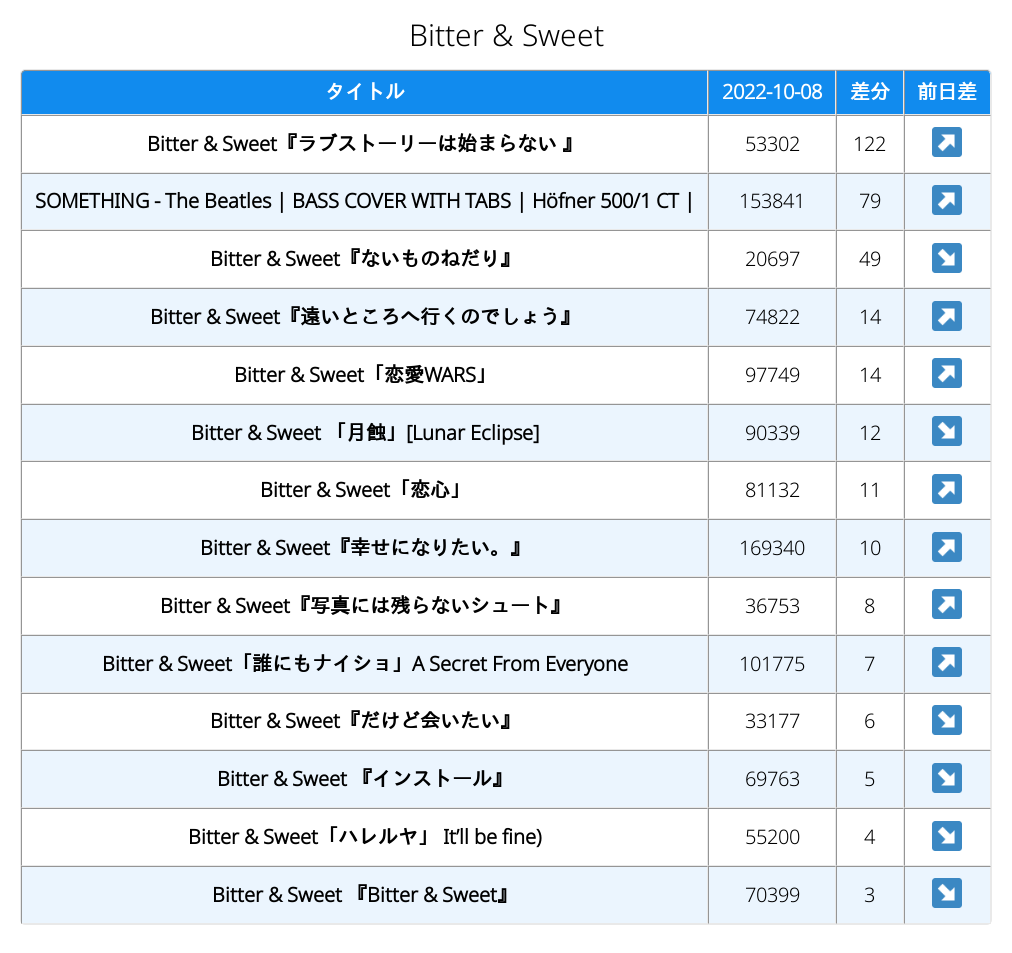 Bitter & Sweet
タイトル 2022-10-08 差分 前日差
Bitter & Sweet『ラブストーリーは始まらない 』 53302 122 ↗
SOMETHING - The Beatles | BASS COVER WITH TABS | Höfner 500/1 CT | 153841 79 ↗
Bitter & Sweet『ないものねだり』 20697 49 ↘
Bitter & Sweet『遠いところへ行くのでしょう』 74822 14 ↗
Bitter & Sweet「恋愛WARS」 97749 14 ↗
Bitter & Sweet 「月蝕」[Lunar Eclipse] 90339 12 ↘
Bitter & Sweet「恋心」 81132 11 ↗
Bitter & Sweet『幸せになりたい。』 169340 10 ↗
Bitter & Sweet『写真には残らないシュート』 36753 8 ↗
Bitter & Sweet「誰にもナイショ」A Secret From Everyone 101775 7 ↗
Bitter & Sweet『だけど会いたい』 33177 6 ↘
Bitter & Sweet 『インストール』 69763 5 ↘
Bitter & Sweet「ハレルヤ」 It’ll be fine) 55200 4 ↘
Bitter & Sweet 『Bitter & Sweet』 70399 3 ↘